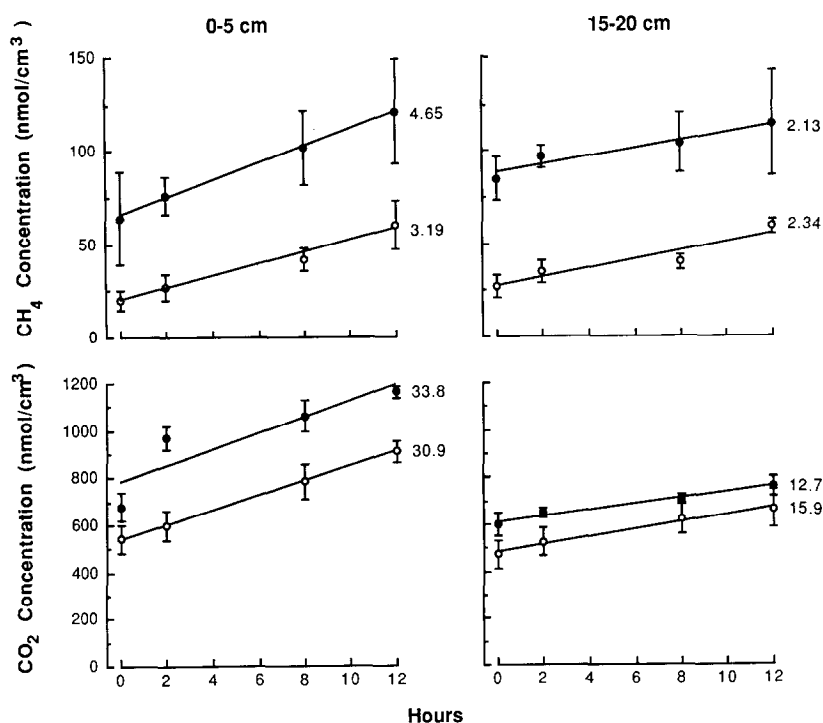 0-5 cm
15-20 cm
CH4 Concentration (nmol/cm3)
150
100
50
0
4.65
3.19
2.13
2.34
0 2 4 6 8 10 12
0 2 4 6 8 10 12
CO2 Concentration (nmol/cm3)
1200
1000
800
600
400
200
0
33.8
30.9
12.7
15.9
Hours